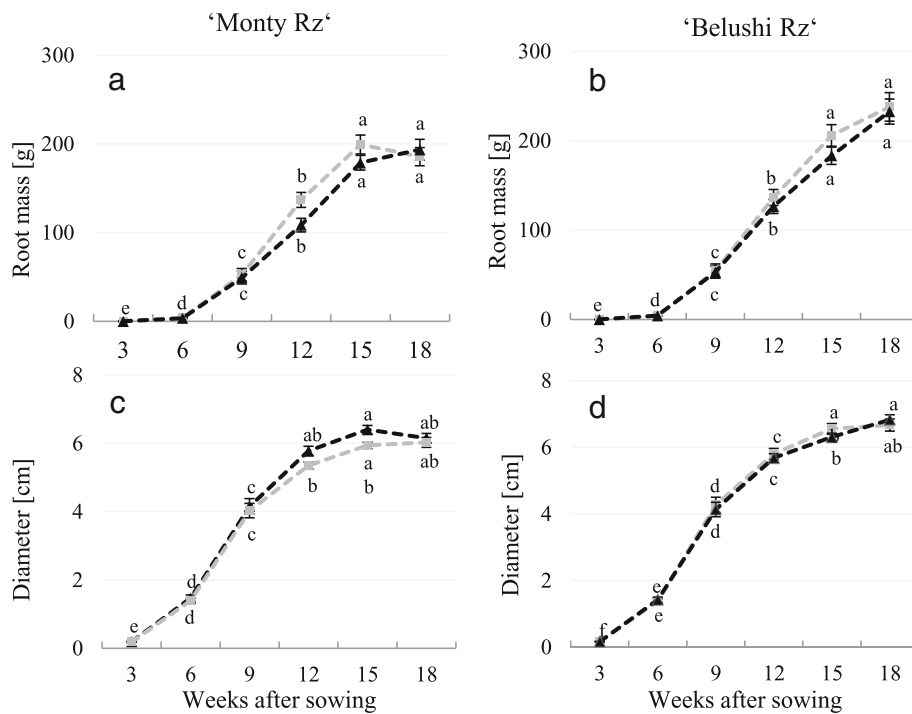 ‘Monty Rz‘
‘Belushi Rz‘
300
a
a
a
200
Root mass [g]
b
a
a
100
c
b
d
c
e
0
3 6 9 12 15 18
300
b
a
a
200
a
Root mass [g]
b
a
100
c
b
d
c
e
0
3 6 9 12 15 18
8
c
a
ab
ab
6
a
ab
Diameter [cm]
c
b
b
4
c
2
d
d
e
0
3 6 9 12 15 18
Weeks after sowing
8
d
a
a
c
6
b
ab
Diameter [cm]
d
c
4
d
2
e
e
f
0
3 6 9 12 15 18
Weeks after sowing